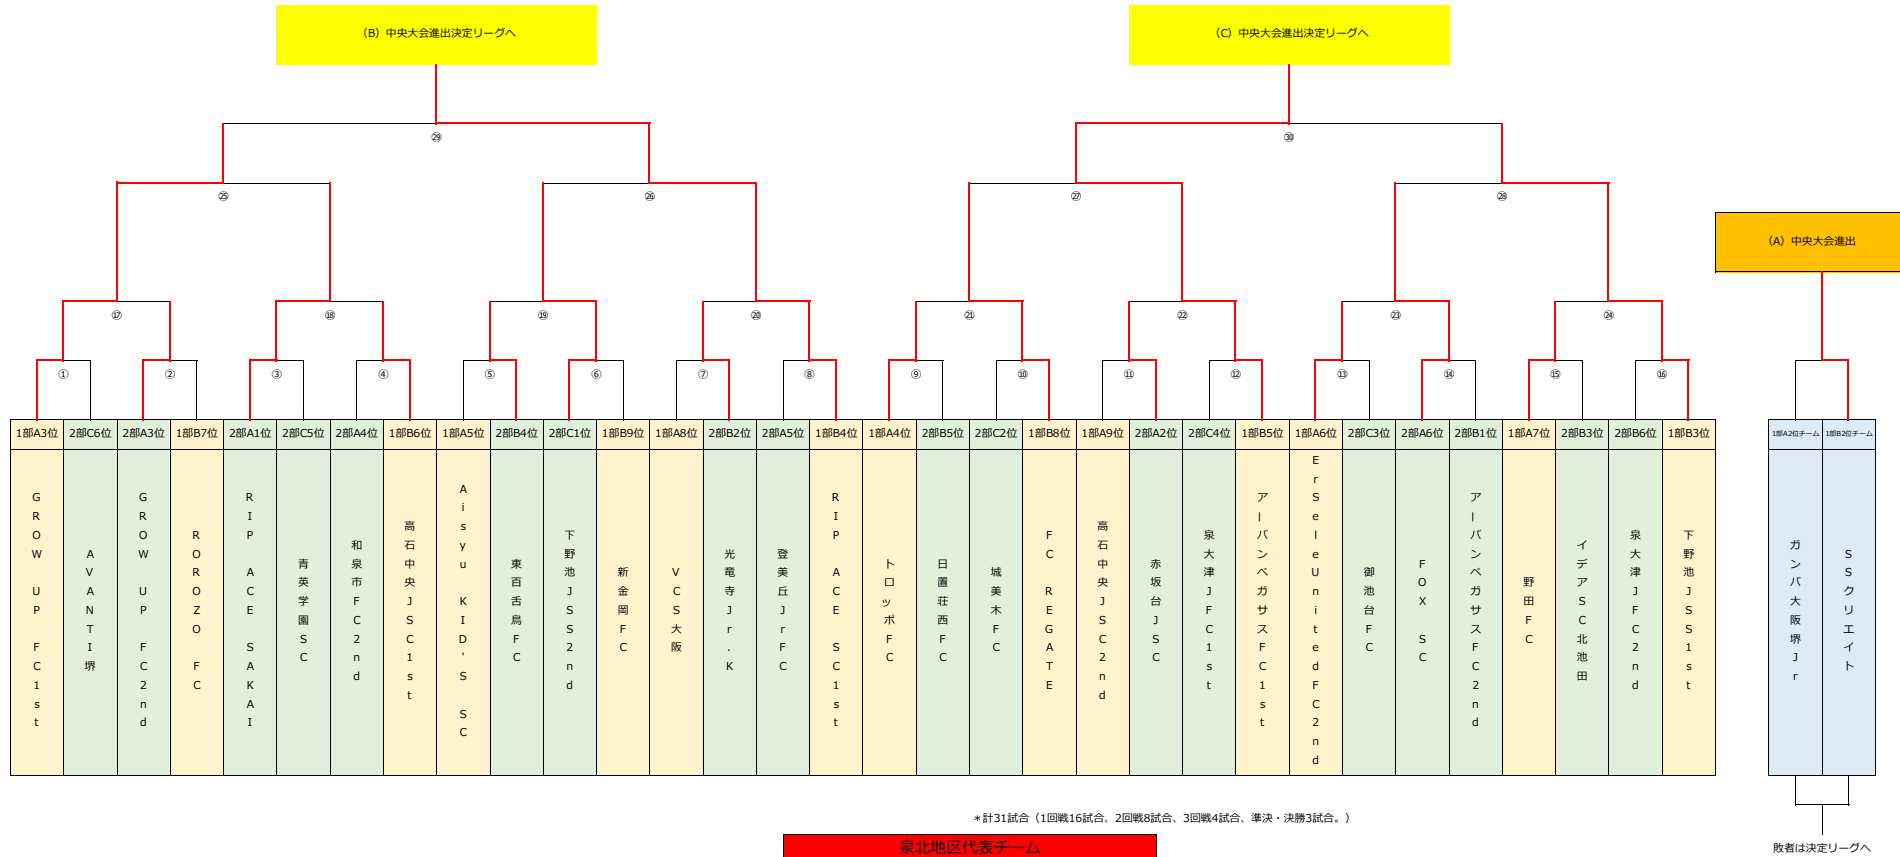 (B) 中央大会進出決定リーグへ
(C) 中央大会進出決定リーグへ
㉙
㉚
㉕
㉖
㉗
㉘
(A) 中央大会進出
⑰
⑱
⑲
⑳
㉑
㉒
㉓
㉔
①
②
③
④
⑤
⑥
⑦
⑧
⑨
⑩
⑪
⑫
⑬
⑭
⑮
⑯
1部A3位
2部C6位
2部A3位
1部B7位
2部A1位
2部C5位
2部A4位
1部B6位
1部A5位
2部B4位
2部C1位
1部B9位
1部A8位
2部B2位
2部A5位
1部B4位
1部A4位
2部B5位
2部C2位
1部B8位
1部A9位
2部A2位
2部C4位
1部B5位
1部A6位
2部C3位
2部A6位
2部B1位
1部A7位
2部B3位
2部B6位
1部B3位
1部A2位チーム
1部B2位チーム
GROW UP FC1st
AVANTI堺
GROW UP FC2nd
ROROZO FC
RIP ACE SAKAI
青英学園SC
和泉市FC2nd
高石中央JSC1st
Aisyu KID'S SC
東百舌鳥FC
下野池JSS2nd
新金岡FC
VCS大阪
光竜寺Jr.K
登美丘JrFC
RIP ACE SC1st
トロッポFC
日置荘西FC
城美木FC
FC REGATE
高石中央JSC2nd
赤坂台JSC
泉大津JFC1st
アーバンペガサスFC1st
ErSeleUnitedFC2nd
御池台FC
FOX SC
アーバンペガサスFC2nd
野田FC
イデアSC北池田
泉大津JFC2nd
下野池JSS1st
ガンバ大阪堺Jr
SSクリエイト
*計31試合（1回戦16試合、2回戦8試合、3回戦4試合、準決・決勝3試合。）
泉北地区代表チーム
敗者は決定リーグへ